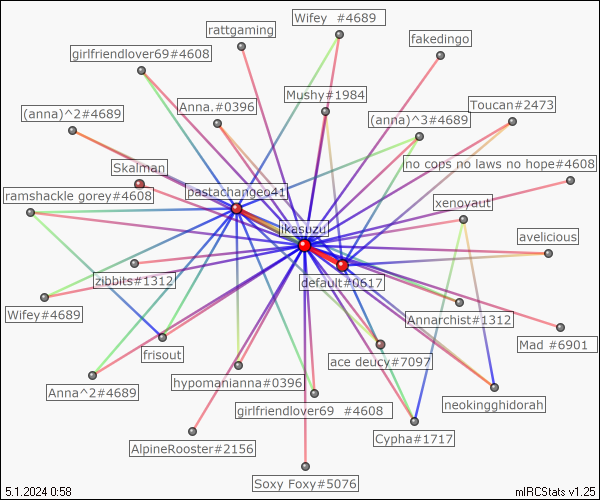 Wifey  #4689
rattgaming
fakedingo
girlfriendlover69#4608
Mushy#1984
Toucan#2473
Anna.#0396
(anna)^2#4689
(anna)^3#4689
no cops no laws no hope#4608
Skalman
pastachangeo41
ramshackle gorey#4608
xenoyaut
jkasuzu
avelicious
zibbits#1312
default#0617
Wifey#4689
Annarchist#1312
Mad #6901
frisout
ace deucy#7097
hypomanianna#0396
Anna^2#4689
girlfriendlover69  #4608
neokingghidorah
Cypha#1717
AlpineRooster#2156
Soxy Foxy#5076
5.1.2024 0:58
mIRCStats v1.25